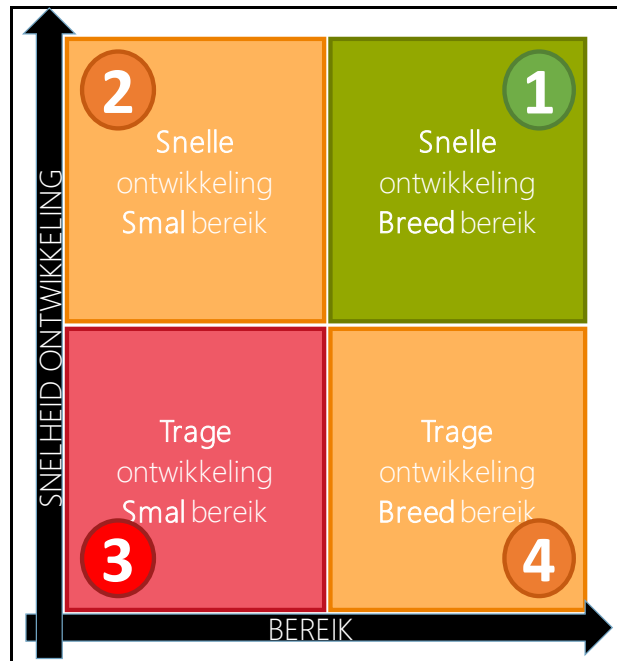 2
Snelle
ontwikkeling
Smal bereik
1
Snelle
ontwikkeling
Breed bereik
SNELHEID ONTWIKKELING
Trage
ontwikkeling
Smal bereik
3
Trage
ontwikkeling
Breed bereik
4
BEREIK